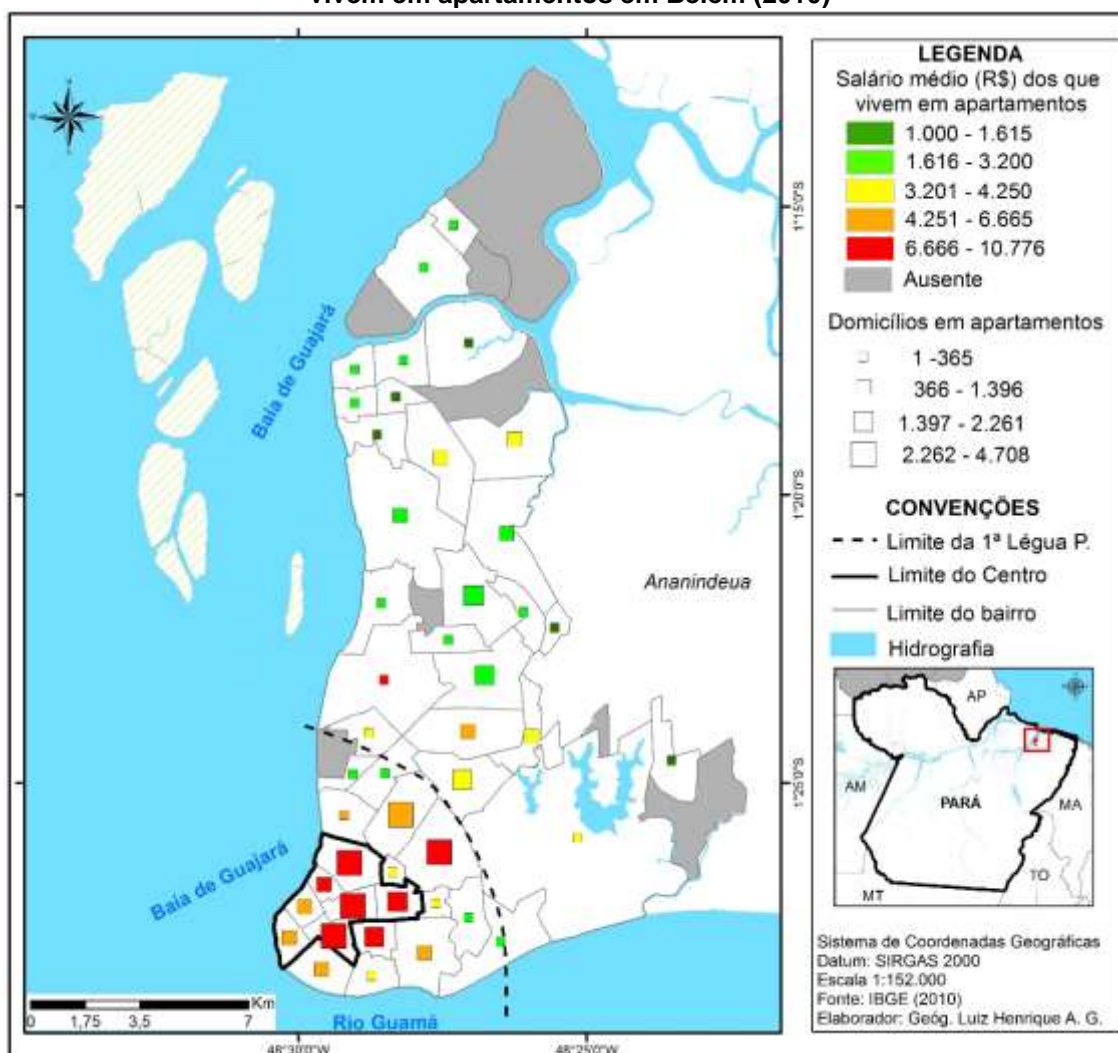 vivem em apartamentos em Belém (2010)
LEGENDA
Salário médio (R$) dos que
vivem em apartamentos
1.000 - 1.615
1.616 - 3.200
3.201 - 4.250
4.251 - 6.665
6.666 - 10.776
Ausente
Domicílios em apartamentos
1 -365
366 - 1.396
1.397 - 2.261
2.262 - 4.708
CONVENÇÕES
Limite da 1ª Légua P.
Limite do Centro
Limite do bairro
Hidrografia
AP
AM
PARÁ
MA
MT
TO
Sistema de Coordenadas Geográficas
Datum: SIRGAS 2000
Escala 1:152.000
Fonte: IBGE (2010)
Elaborador: Geóg. Luiz Henrique A. G.
1°15'0"S
Baía de Guajará
1°20'0"S
Ananindeua
1°25'0"S
Baía de Guajará
Km
0 1,75 3,5 7
Rio Guamá
48°30'0"W
48°25'0"W